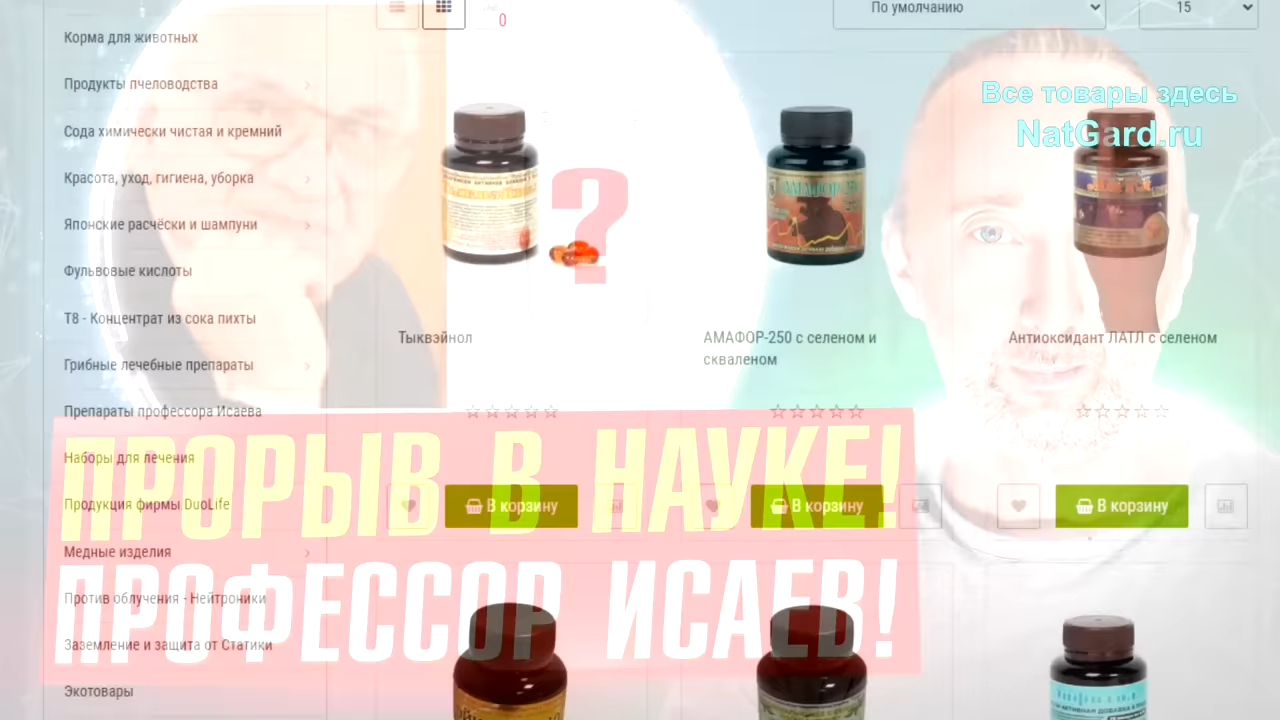 0
По умолчанию
15
Все товары здесь
NatGard.ru
Корма для животных
Продукты пчеловодства
Сода химически чистая и кремний
Красота, уход, гигиена, уборка
Японские расчёски и шампуни
Фульвовые кислоты
Т8 - Концентрат из сока пихты
Грибные лечебные препараты
Препараты профессора Исаева
Наборы для лечения
Продукция фирмы DuoLife
Медные изделия
Против облучения - Нейтроники
Заземление и защита от Статики
Экотовары
?
АМАФОР-250
Тыквэйнол
АМАФОР-250 с селеном и
скваленом
Антиоксидант ЛАТЛ с селеном
В корзину
В корзину
В корзину
ПРОРЫВ В НАУКЕ!
ПРОФЕССОР ИСАЕВ!